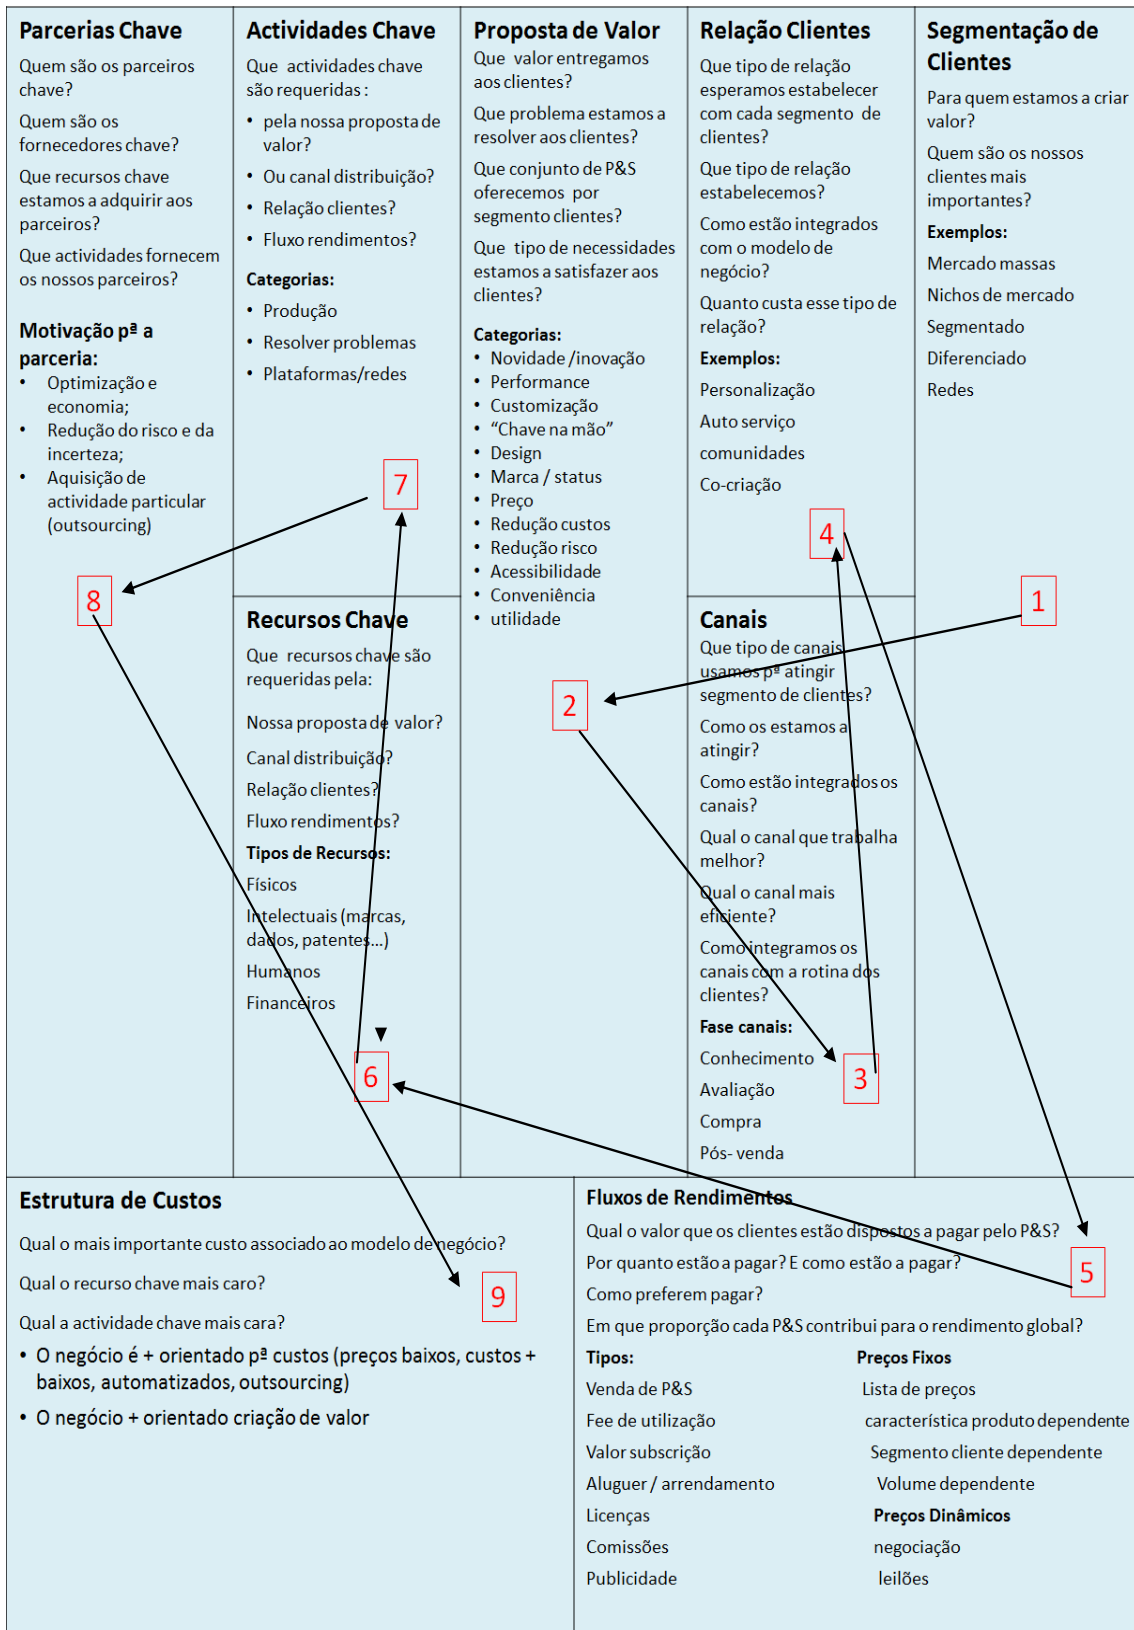 Parcerias Chave
Quem são os parceiros
chave?
Quem são os
fornecedores chave?
Que recursos chave
estamos a adquirir aos
parceiros?
Que actividades fornecem
os nossos parceiros?
Motivação pª a
parceria:
• Optimização e
economia;
• Redução do risco e da
incerteza;
• Aquisição de
actividade particular
(outsourcing)
8
Actividades Chave
Que actividades chave
são requeridas :
• pela nossa proposta de
valor?
• Ou canal distribuição?
• Relação clientes?
• Fluxo rendimentos?
Categorias:
• Produção
• Resolver problemas
• Plataformas/redes
7
Recursos Chave
Que recursos chave são
requeridas pela:
Nossa proposta de valor?
Canal distribuição?
Relação clientes?
Fluxo rendimentos?
Tipos de Recursos:
Físicos
Intelectuais (marcas,
dados, patentes...)
Humanos
Financeiros
6
Proposta de Valor
Que valor entregamos
aos clientes?
Que problema estamos a
resolver aos clientes?
Que conjunto de P&S
oferecemos por
segmento clientes?
Que tipo de necessidades
estamos a satisfazer aos
clientes?
Categorias:
• Novidade /inovação
• Performance
• Customização
• “Chave na mão”
• Design
• Marca / status
• Preço
• Redução custos
• Redução risco
• Acessibilidade
• Conveniência
• utilidade
2
Relação Clientes
Que tipo de relação
esperamos estabelecer
com cada segmento de
clientes?
Que tipo de relação
estabelecemos?
Como estão integrados
com o modelo de
negócio?
Quanto custa esse tipo de
relação?
Exemplos:
Personalização
Auto serviço
comunidades
Co-criação
4
Canais
Que tipo de canais
usamos pª atingir
segmento de clientes?
Como os estamos a
atingir?
Como estão integrados os
canais?
Qual o canal que trabalha
melhor?
Qual o canal mais
eficiente?
Como integramos os
canais com a rotina dos
clientes?
Fase canais:
Conhecimento
Avaliação
Compra
Pós- venda
3
Segmentação de
Clientes
Para quem estamos a criar
valor?
Quem são os nossos
clientes mais
importantes?
Exemplos:
Mercado massas
Nichos de mercado
Segmentado
Diferenciado
Redes
1
Estrutura de Custos
Qual o mais importante custo associado ao modelo de negócio?
Qual o recurso chave mais caro?
Qual a actividade chave mais cara?
• O negócio é + orientado pª custos (preços baixos, custos +
baixos, automatizados, outsourcing)
• O negócio + orientado criação de valor
9
Fluxos de Rendimentos
Qual o valor que os clientes estão dispostos a pagar pelo P&S?
Por quanto estão a pagar? E como estão a pagar?
Como preferem pagar?
Em que proporção cada P&S contribui para o rendimento global?
5
Tipos:
Venda de P&S
Fee de utilização
Valor subscrição
Aluguer / arrendamento
Licenças
Comissões
Publicidade
Preços Fixos
Lista de preços
característica produto dependente
Segmento cliente dependente
Volume dependente
Preços Dinâmicos
negociação
leilões